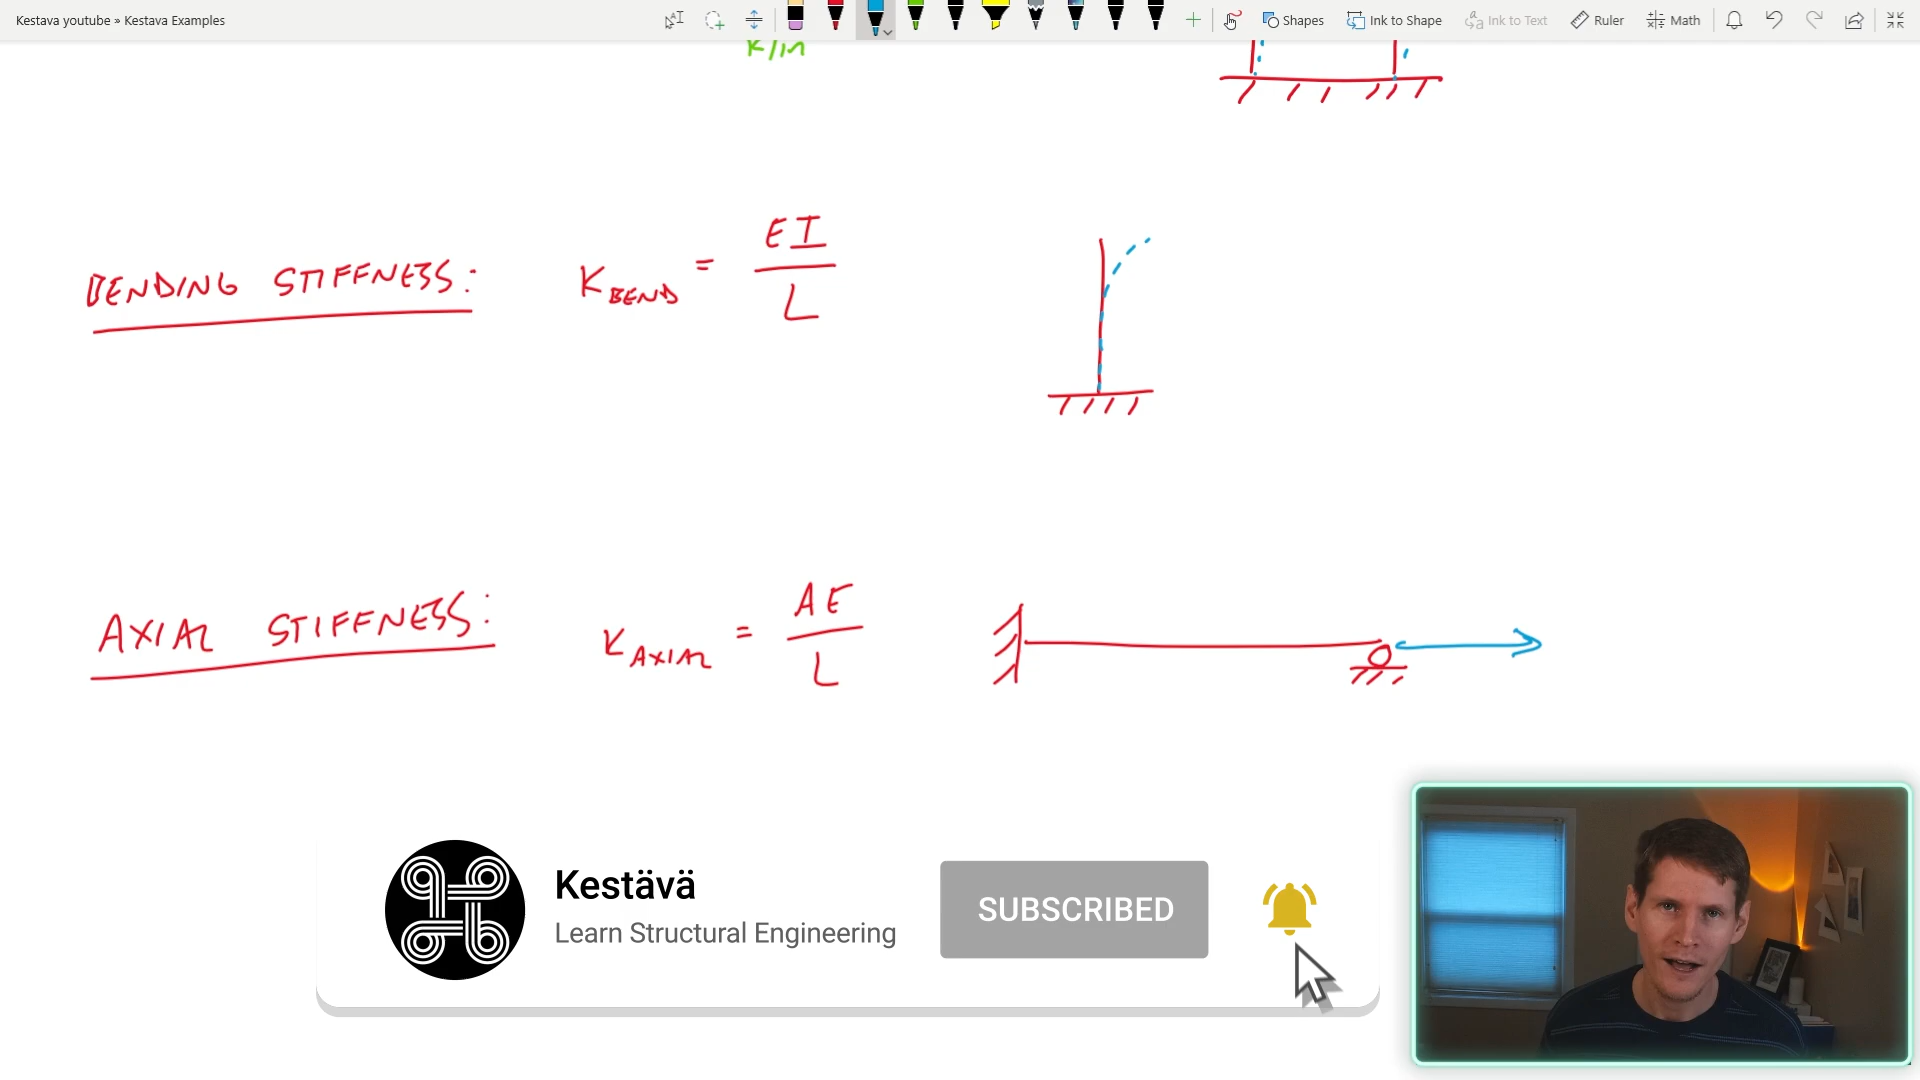 Kestava youtube » Kestava Examples
Shapes Ink to Shape Ink to Text Ruler Math
K/in
BENDING STIFFNESS: K BEND = EI / L
AXIAL STIFFNESS: K AXIAL = AE / L
Kestävä
Learn Structural Engineering
SUBSCRIBED